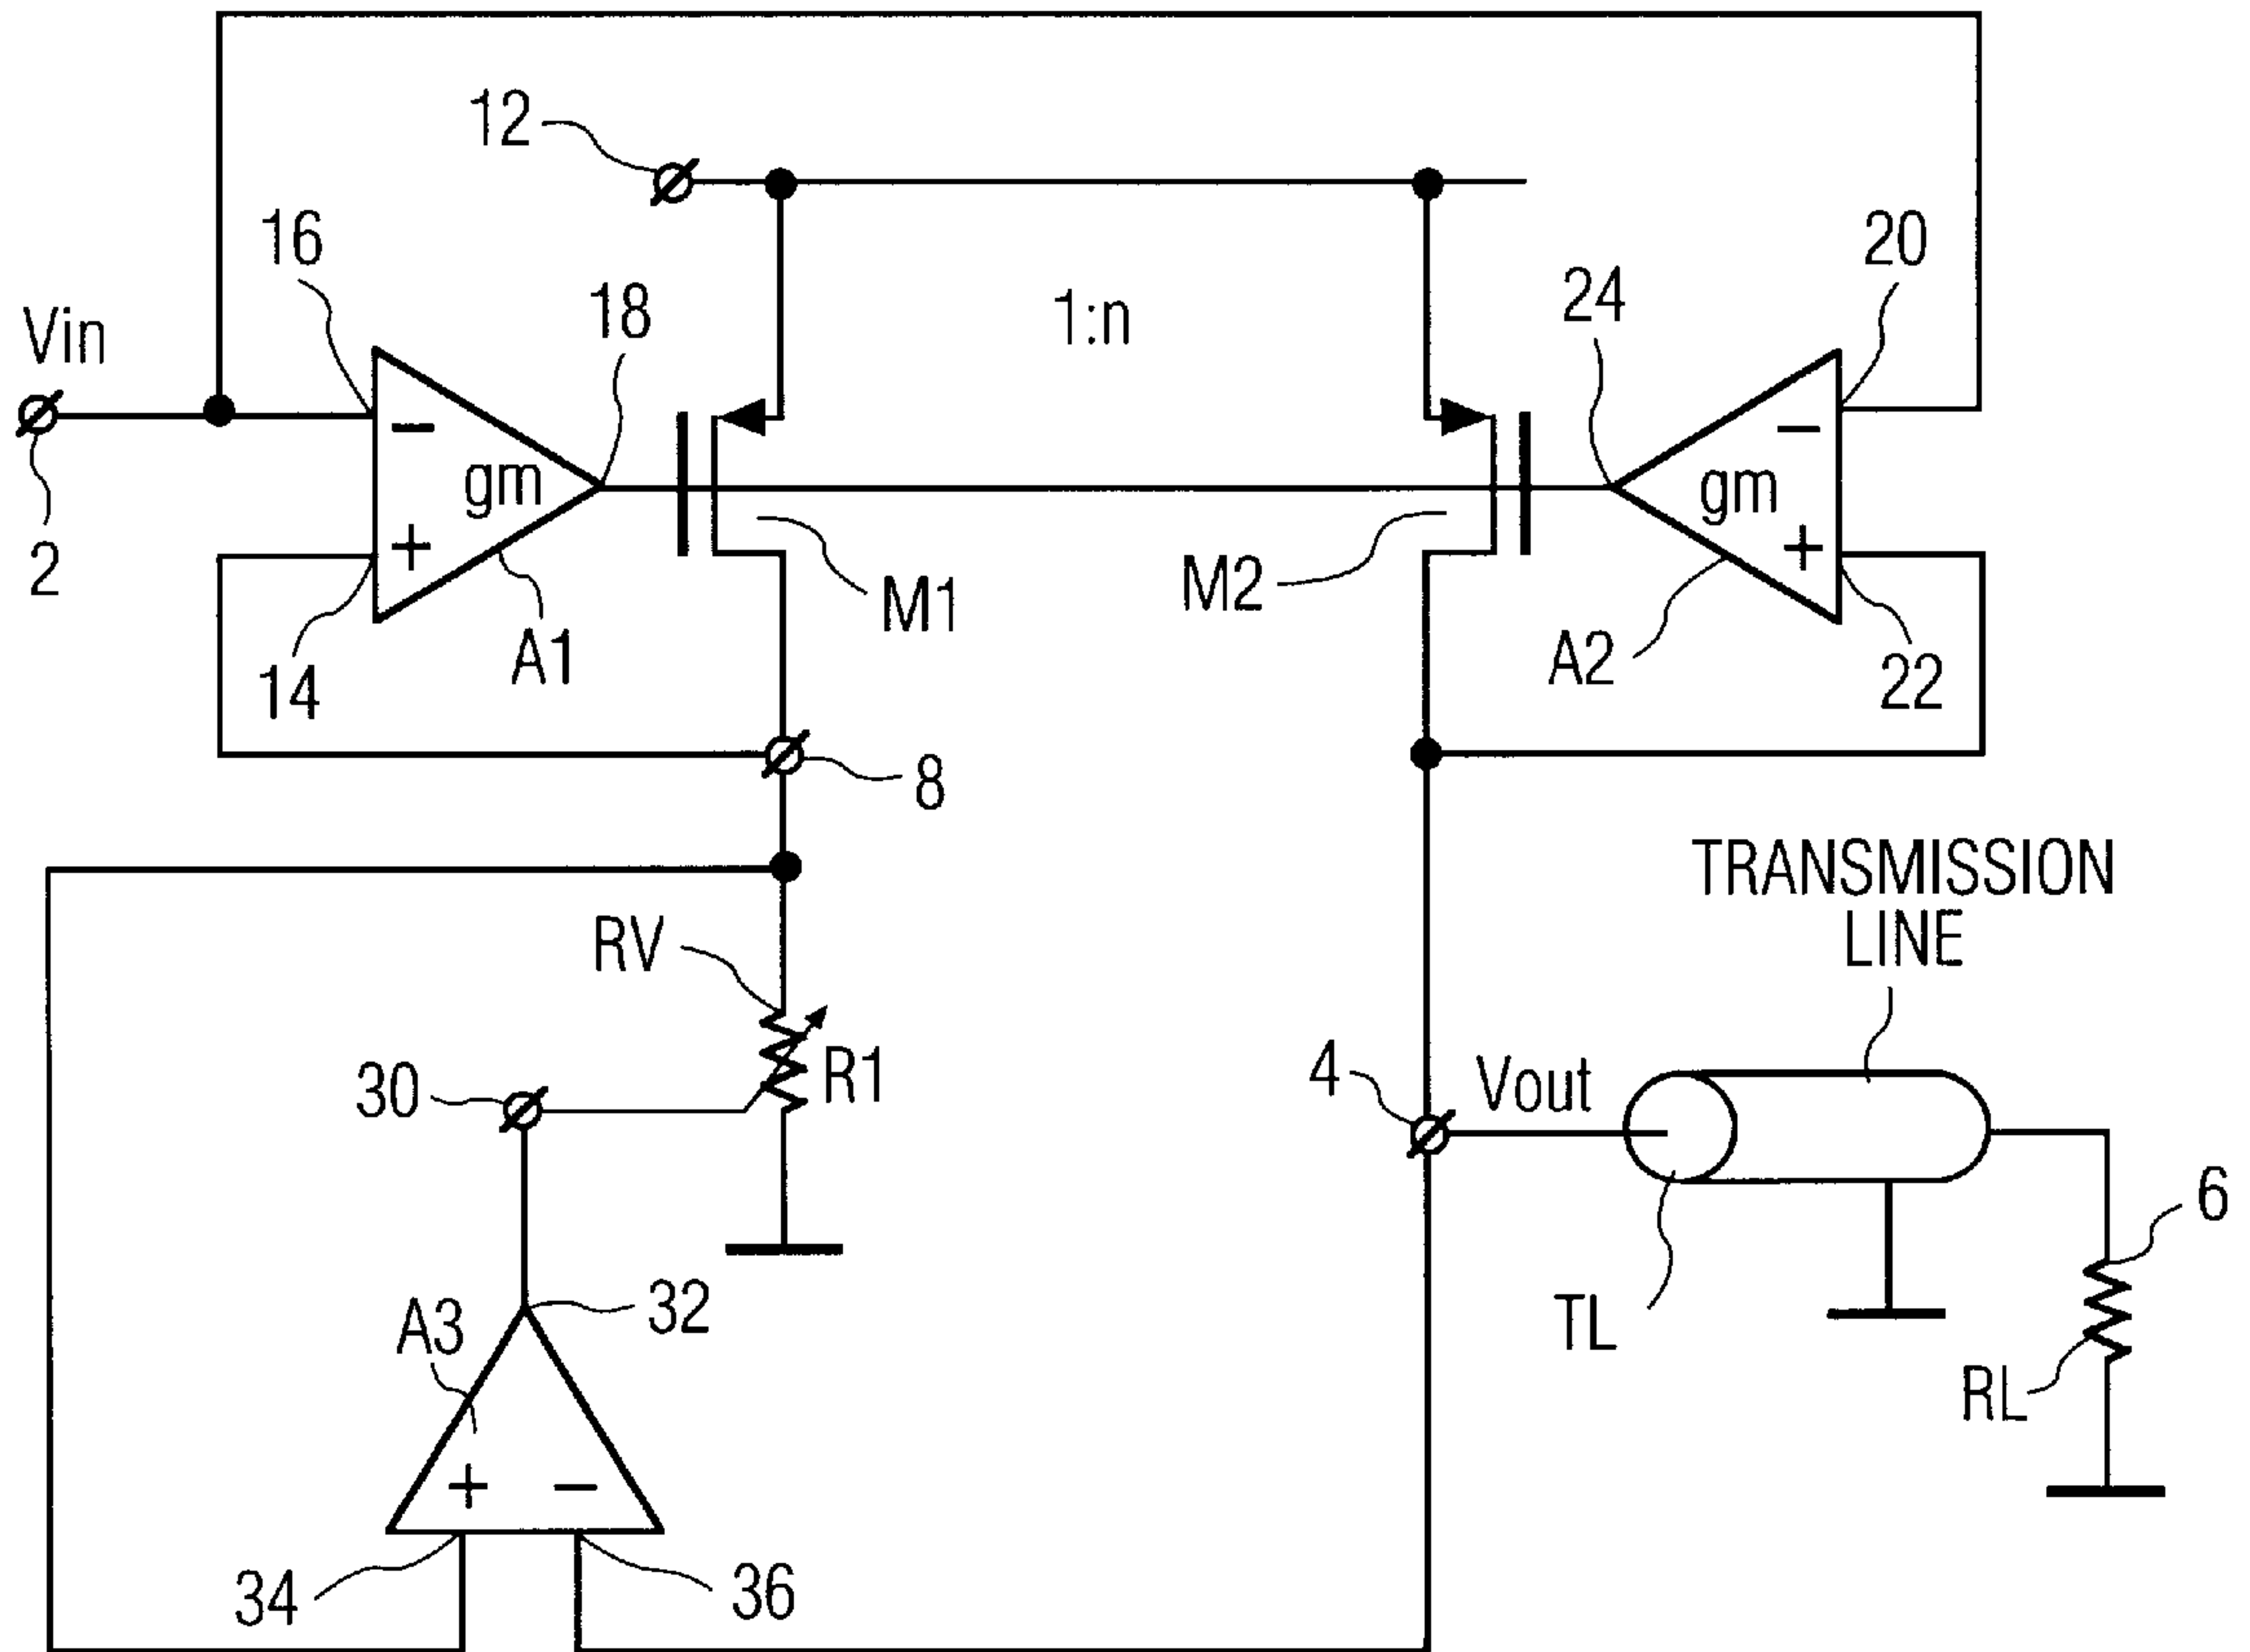 12
16
18
1:n
24
20
Vin
−
gm
+
−
gm
+
2
14
A1
M1
M2
A2
22
8
TRANSMISSION
LINE
RV
R1
30
4
Vout
6
32
A3
TL
RL
+ −
34
36